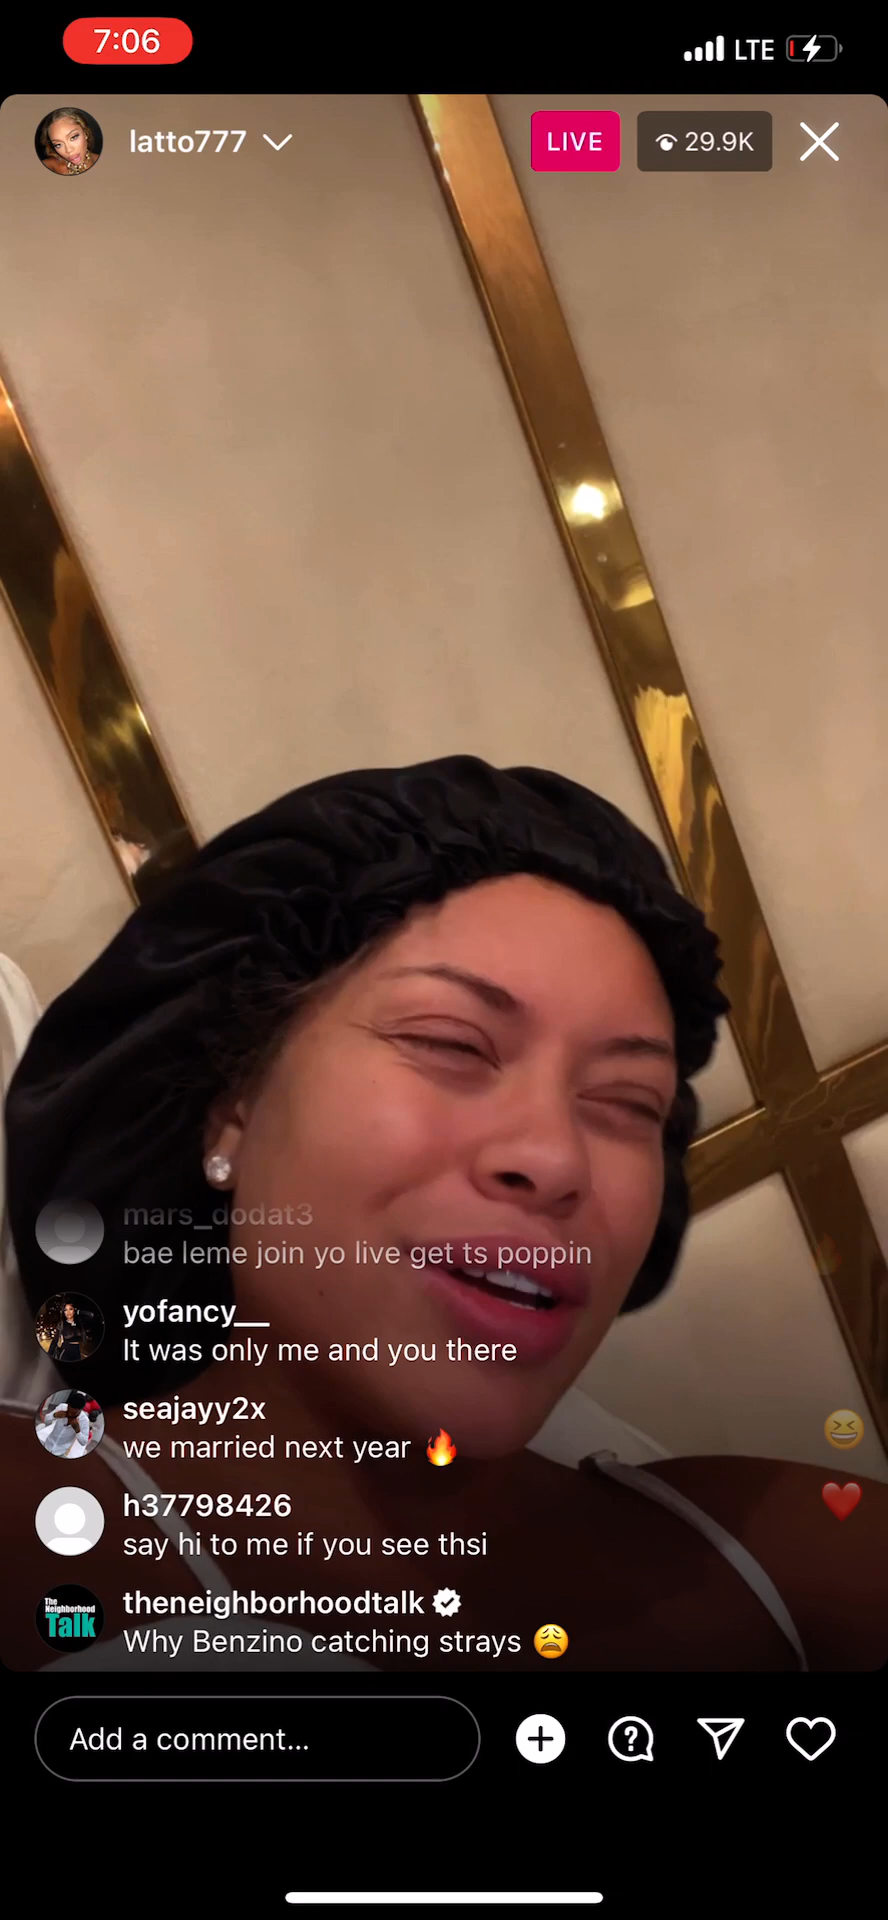 7:06
LTE
latto777
LIVE
29.9K
mars_dodat3
bae leme join yo live get ts poppin
yofancy__
It was only me and you there
seajayy2x
we married next year 🔥
h37798426
say hi to me if you see thsi
The
Neighborhood
Talk
theneighborhoodtalk
Why Benzino catching strays 😩
Add a comment...